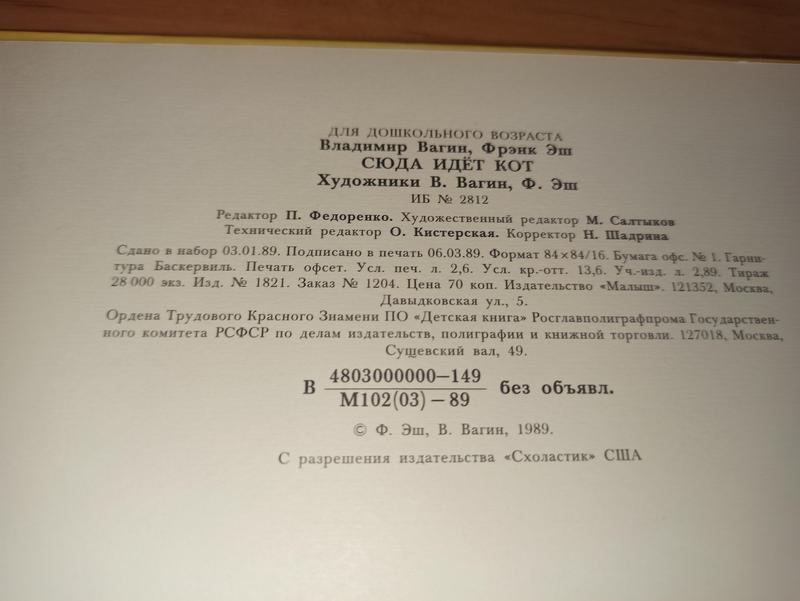 ДЛЯ ДОШКОЛЬНОГО ВОЗРАСТА
Владимир Вагин, Фрэнк Эш
СЮДА ИДЁТ КОТ
Художники В. Вагин, Ф. Эш
ИБ № 2812
Редактор П. Федоренко. Художественный редактор М. Салтыков
Технический редактор О. Кистерская. Корректор Н. Шадрина
Сдано в набор 03.01.89. Подписано в печать 06.03.89. Формат 84×84/16. Бумага офс. № 1. Гарни-
тура Баскервиль. Печать офсет. Усл. печ. л. 2,6. Усл. кр.-отт. 13,6. Уч.-изд. л. 2,89. Тираж
28 000 экз. Изд. № 1821. Заказ № 1204. Цена 70 коп. Издательство «Малыш». 121352, Москва,
Давыдковская ул., 5.
Ордена Трудового Красного Знамени ПО «Детская книга» Росглавполиграфпрома Государствен-
ного комитета РСФСР по делам издательств, полиграфии и книжной торговли. 127018, Москва,
Сущевский вал, 49.
В 4803000000—149 без объявл.
М102(03)—89
© Ф. Эш, В. Вагин, 1989.
С разрешения издательства «Схоластик» США